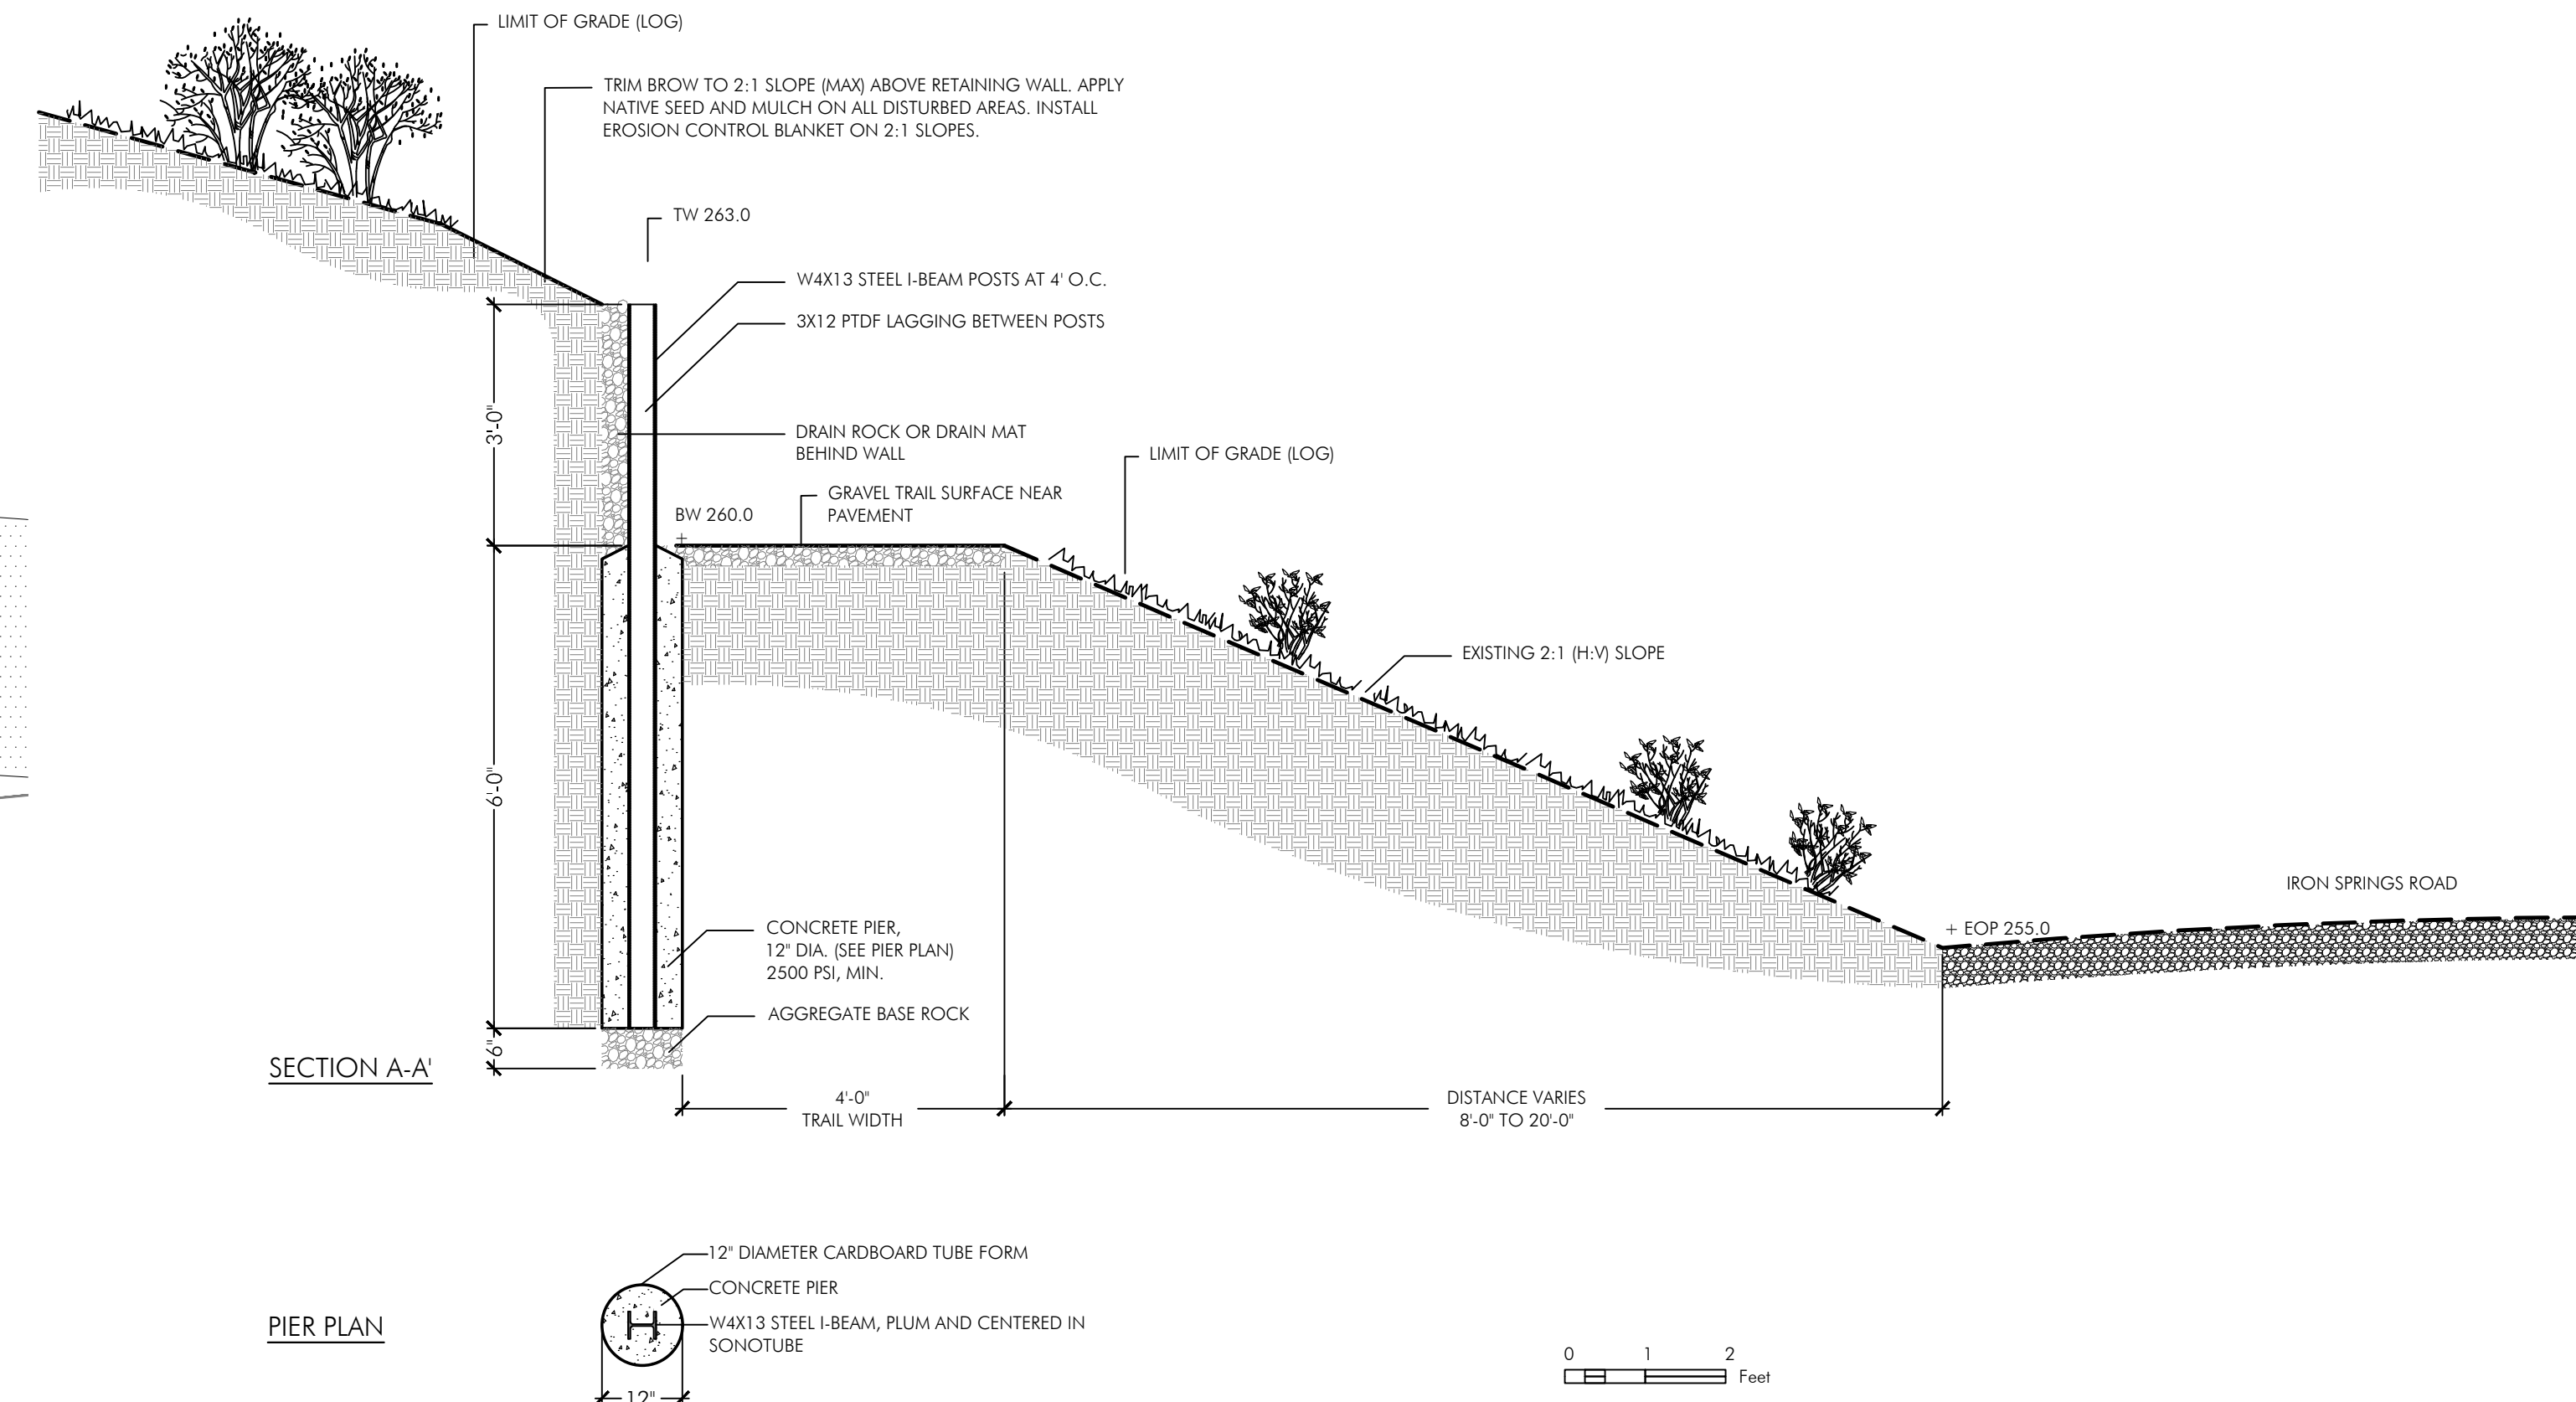 LIMIT OF GRADE (LOG)
TRIM BROW TO 2:1 SLOPE (MAX) ABOVE RETAINING WALL. APPLY
NATIVE SEED AND MULCH ON ALL DISTURBED AREAS. INSTALL
EROSION CONTROL BLANKET ON 2:1 SLOPES.
TW 263.0
W4X13 STEEL I-BEAM POSTS AT 4' O.C.
3X12 PTDF LAGGING BETWEEN POSTS
3'-0"
DRAIN ROCK OR DRAIN MAT
BEHIND WALL
LIMIT OF GRADE (LOG)
GRAVEL TRAIL SURFACE NEAR
PAVEMENT
BW 260.0
EXISTING 2:1 (H:V) SLOPE
6'-0"
IRON SPRINGS ROAD
+ EOP 255.0
CONCRETE PIER,
12" DIA. (SEE PIER PLAN)
2500 PSI, MIN.
AGGREGATE BASE ROCK
6"
SECTION A-A'
4'-0"
TRAIL WIDTH
DISTANCE VARIES
8'-0" TO 20'-0"
12" DIAMETER CARDBOARD TUBE FORM
CONCRETE PIER
W4X13 STEEL I-BEAM, PLUM AND CENTERED IN
SONOTUBE
PIER PLAN
12"
0 1 2
Feet